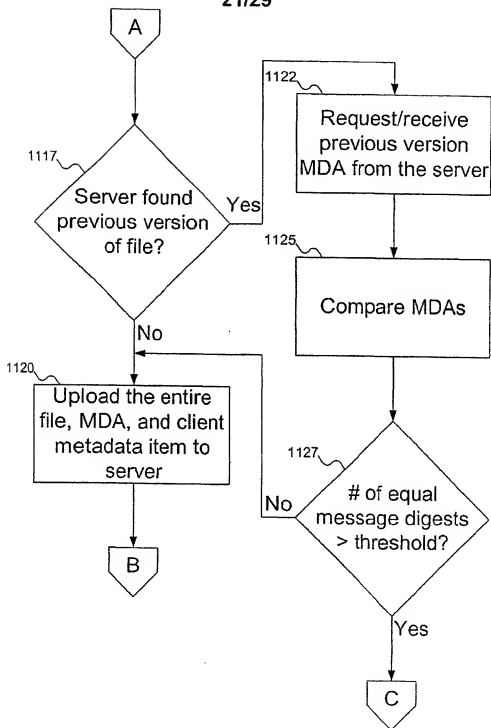 21/29
A
1122
Request/receive
previous version
MDA from the server
1117
Server found
previous version
of file?
Yes
1125
Compare MDAs
No
1120
Upload the entire
file, MDA, and client
metadata item to
server
1127
# of equal
message digests
> threshold?
No
B
Yes
C